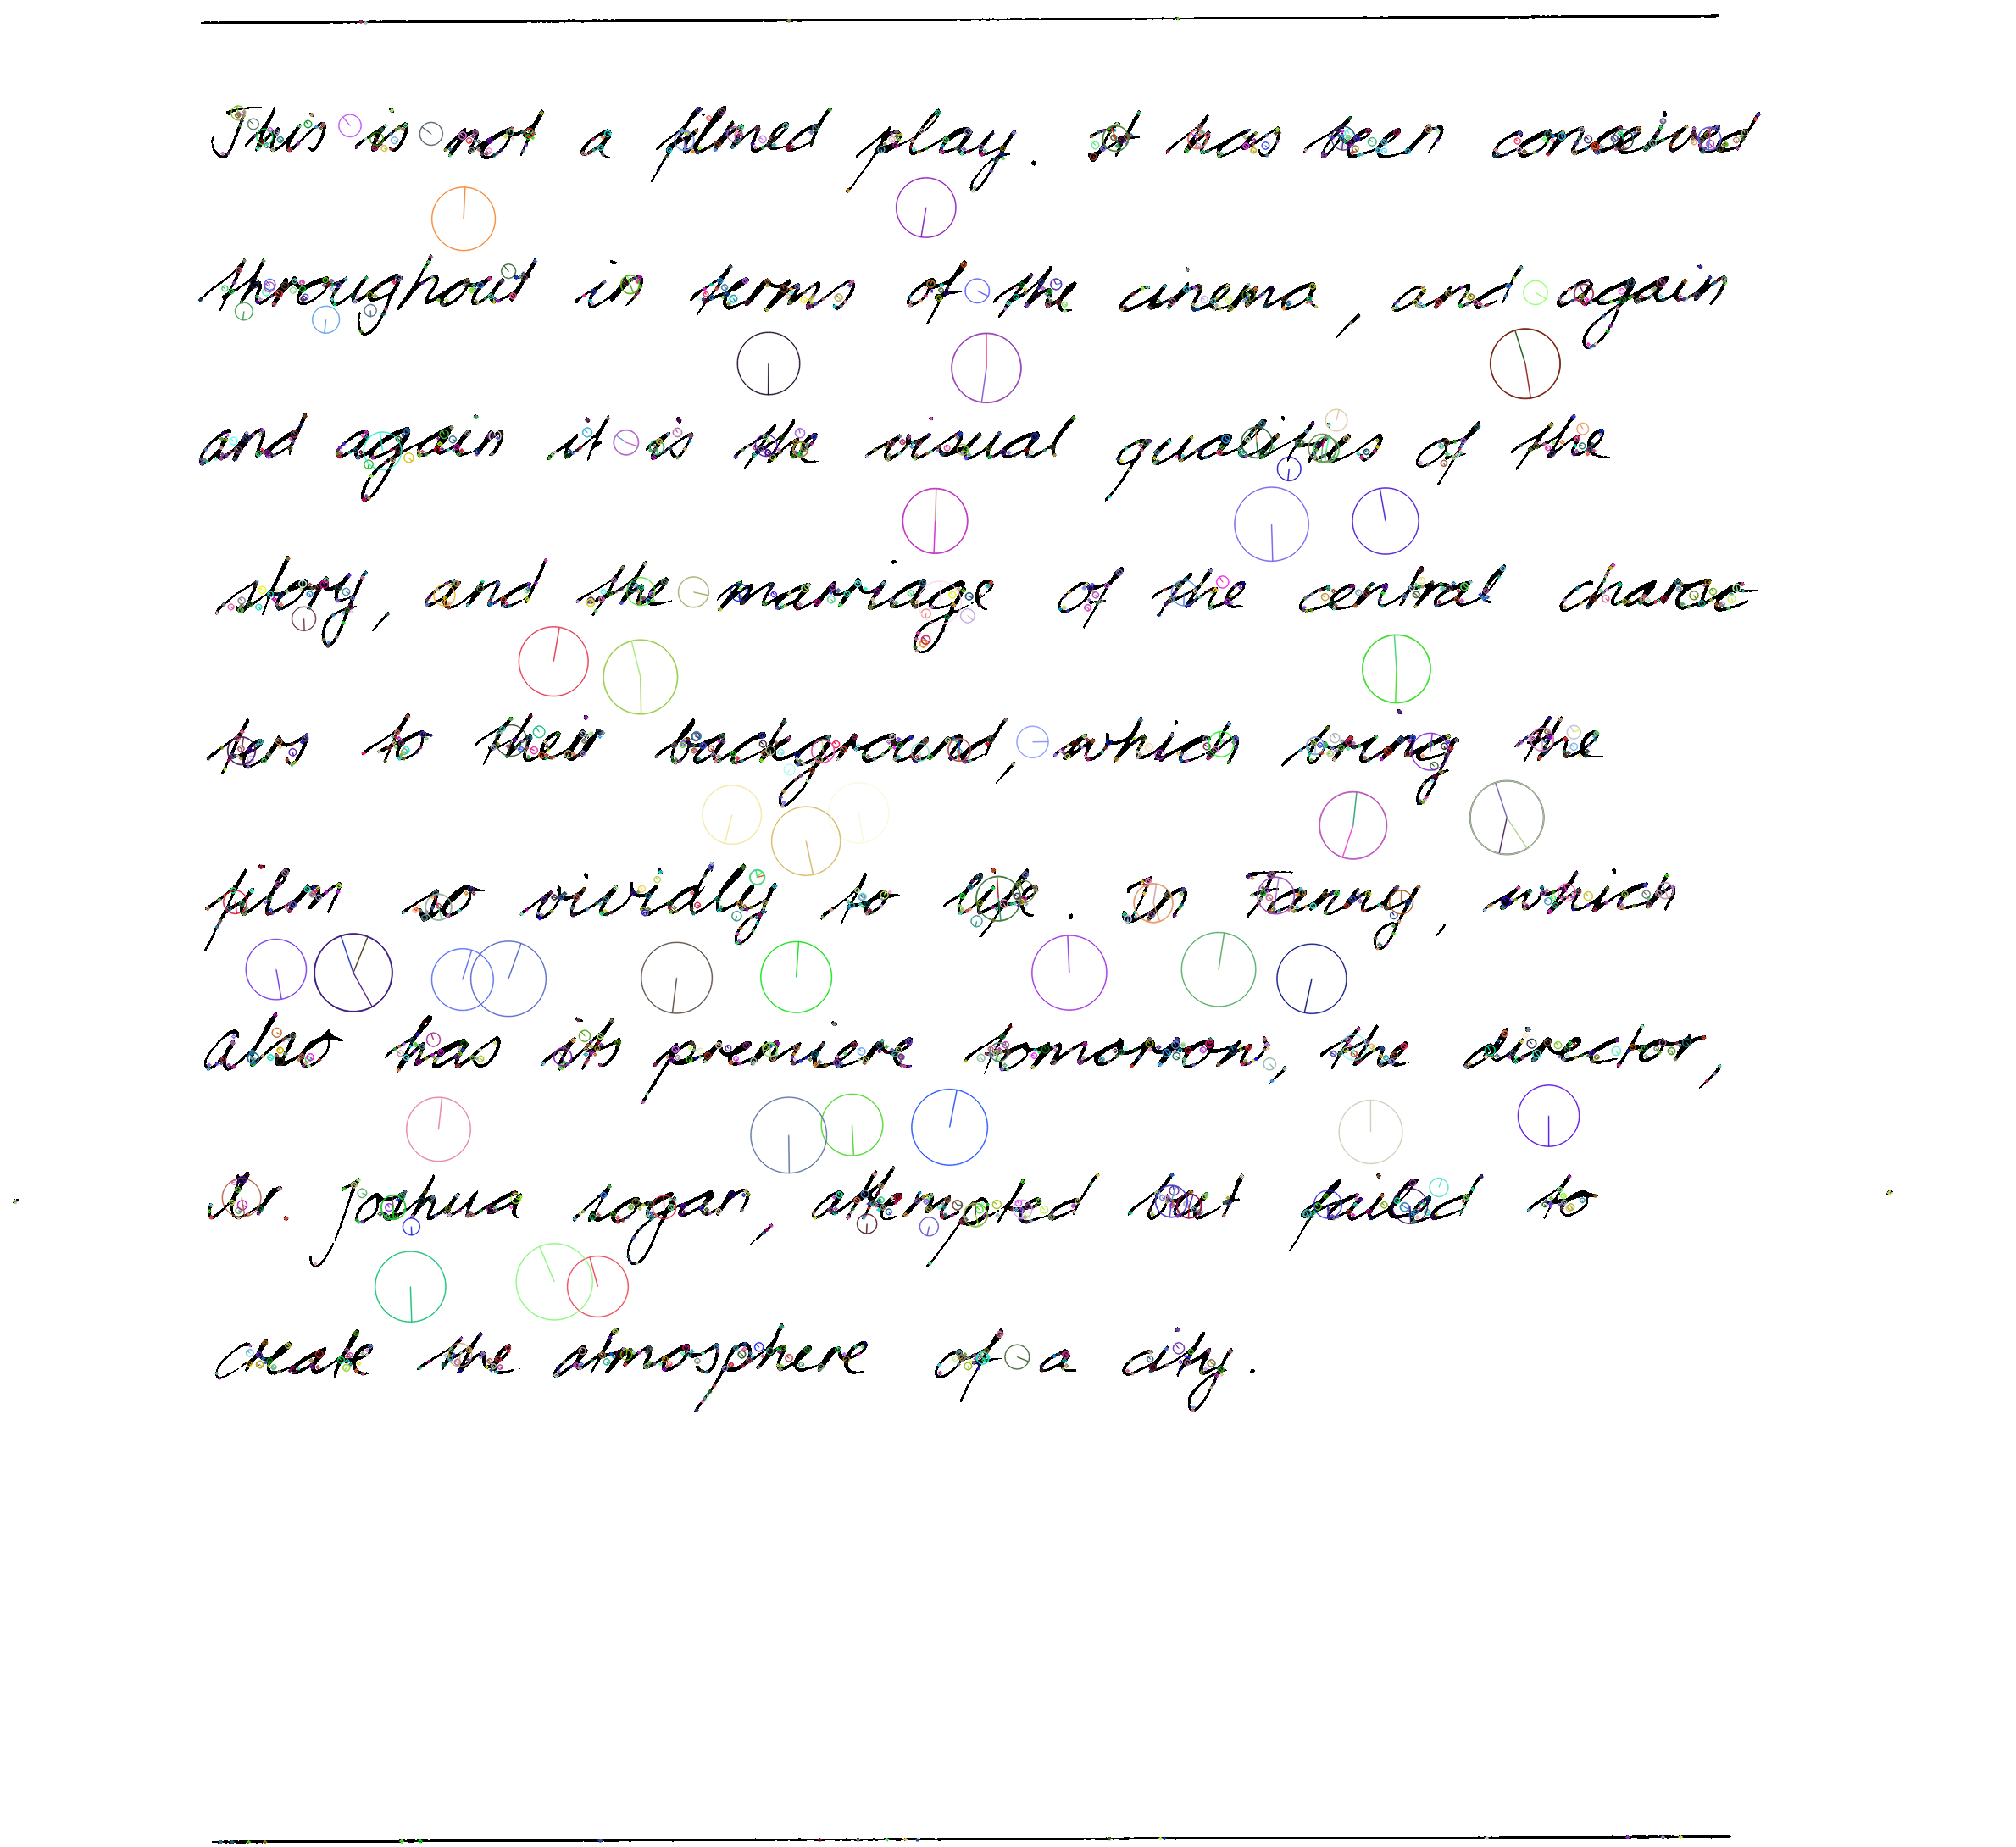 This is not a filmed play. It has been conceived
throughout in terms of the cinema, and again
and again it is the visual qualities of the
story, and the marriage of the central charac
ters to their background, which bring the
film so vividly to life. In Fanny, which
also has its premiere tomorrow, the director,
Mr. Joshua sogan, attempted but failed to
create the atmosphere of a city.